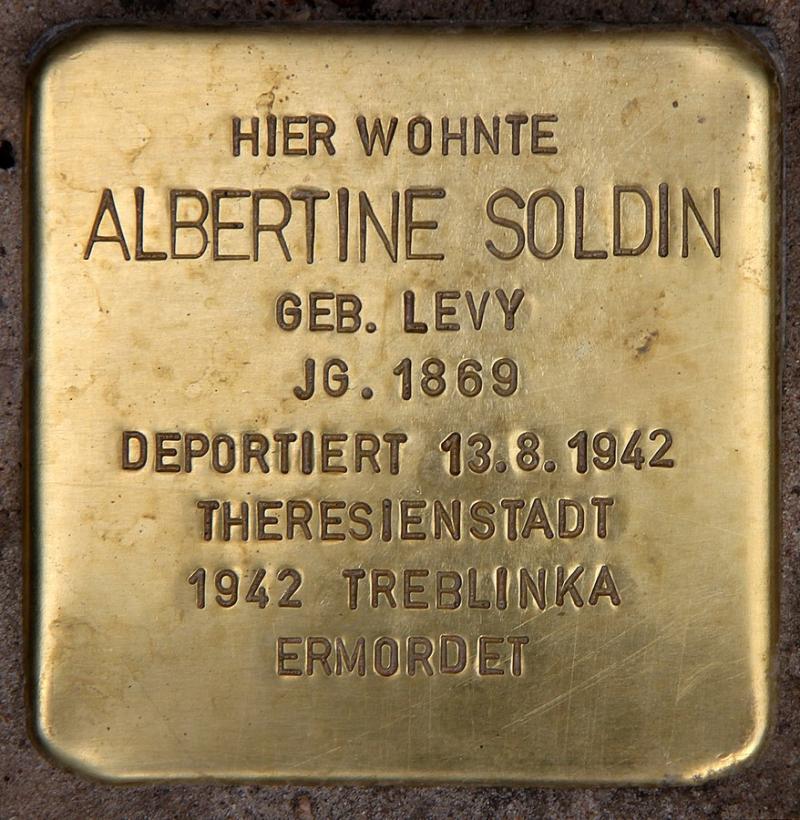 HIER WOHNTE
ALBERTINE SOLDIN
GEB. LEVY
JG. 1869
DEPORTIERT 13.8.1942
THERESIENSTADT
1942 TREBLINKA
ERMORDET